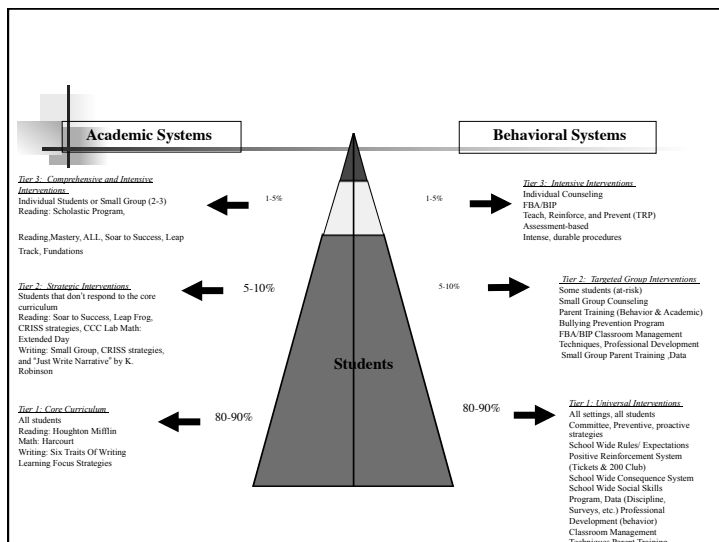 Academic Systems
Behavioral Systems
Tier 3:  Comprehensive and Intensive
Interventions
Individual Students or Small Group (2-3)
Reading: Scholastic Program,
Reading,Mastery, ALL, Soar to Success, Leap
Track, Fundations
1-5%
1-5%
Tier 3:  Intensive Interventions
Individual Counseling
FBA/BIP
Teach, Reinforce, and Prevent (TRP)
Assessment-based
Intense, durable procedures
Tier 2:  Strategic Interventions
Students that don't respond to the core
curriculum
Reading: Soar to Success, Leap Frog,
CRISS strategies, CCC Lab Math:
Extended Day
Writing: Small Group, CRISS strategies,
and "Just Write Narrative" by K.
Robinson
5-10%
5-10%
Tier 2:  Targeted Group Interventions
Some students (at-risk)
Small Group Counseling
Parent Training (Behavior & Academic)
Bullying Prevention Program
FBA/BIP Classroom Management
Techniques, Professional Development
Small Group Parent Training ,Data
Students
Tier 1: Core Curriculum
All students
Reading: Houghton Mifflin
Math: Harcourt
Writing: Six Traits Of Writing
Learning Focus Strategies
80-90%
80-90%
Tier 1: Universal Interventions
All settings, all students
Committee, Preventive, proactive
strategies
School Wide Rules/ Expectations
Positive Reinforcement System
(Tickets & 200 Club)
School Wide Consequence System
School Wide Social Skills
Program, Data (Discipline,
Surveys, etc.) Professional
Development (behavior)
Classroom Management
Techniques Parent Training